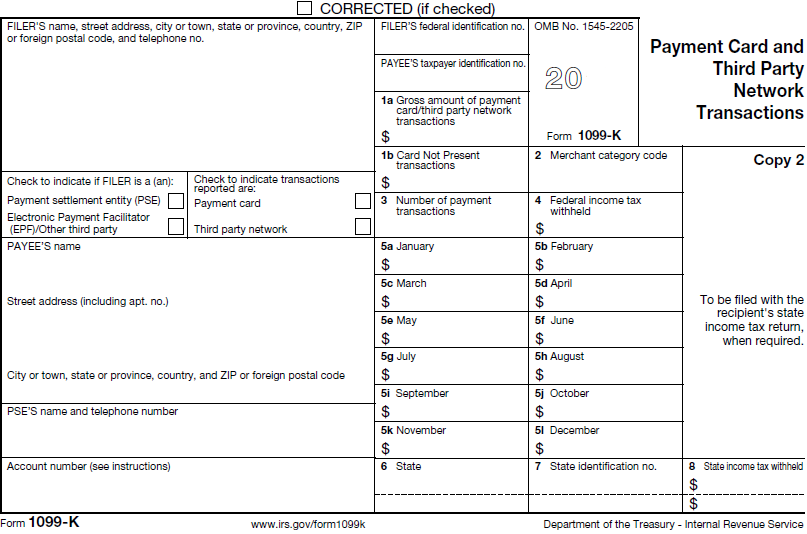 CORRECTED (if checked)
FILER'S name, street address, city or town, state or province, country, ZIP
or foreign postal code, and telephone no.
FILER'S federal identification no.
OMB No. 1545-2205
PAYEE'S taxpayer identification no.
20
Form 1099-K
Payment Card and
Third Party
Network
Transactions
1a Gross amount of payment
card/third party network
transactions
$
1b Card Not Present
transactions
$
2 Merchant category code
Copy 2
Check to indicate if FILER is a (an):
Payment settlement entity (PSE)
Electronic Payment Facilitator
(EPF)/Other third party
Check to indicate transactions
reported are:
Payment card
Third party network
3 Number of payment
transactions
4 Federal income tax
withheld
$
PAYEE'S name
5a January
$
5b February
$
5c March
$
5d April
$
Street address (including apt. no.)
5e May
$
5f June
$
To be filed with the
recipient's state
income tax return,
when required.
5g July
$
5h August
$
City or town, state or province, country, and ZIP or foreign postal code
5i September
$
5j October
$
PSE'S name and telephone number
5k November
$
5l December
$
Account number (see instructions)
6 State
7 State identification no.
8 State income tax withheld
$
$
Form 1099-K
www.irs.gov/form1099k
Department of the Treasury - Internal Revenue Service